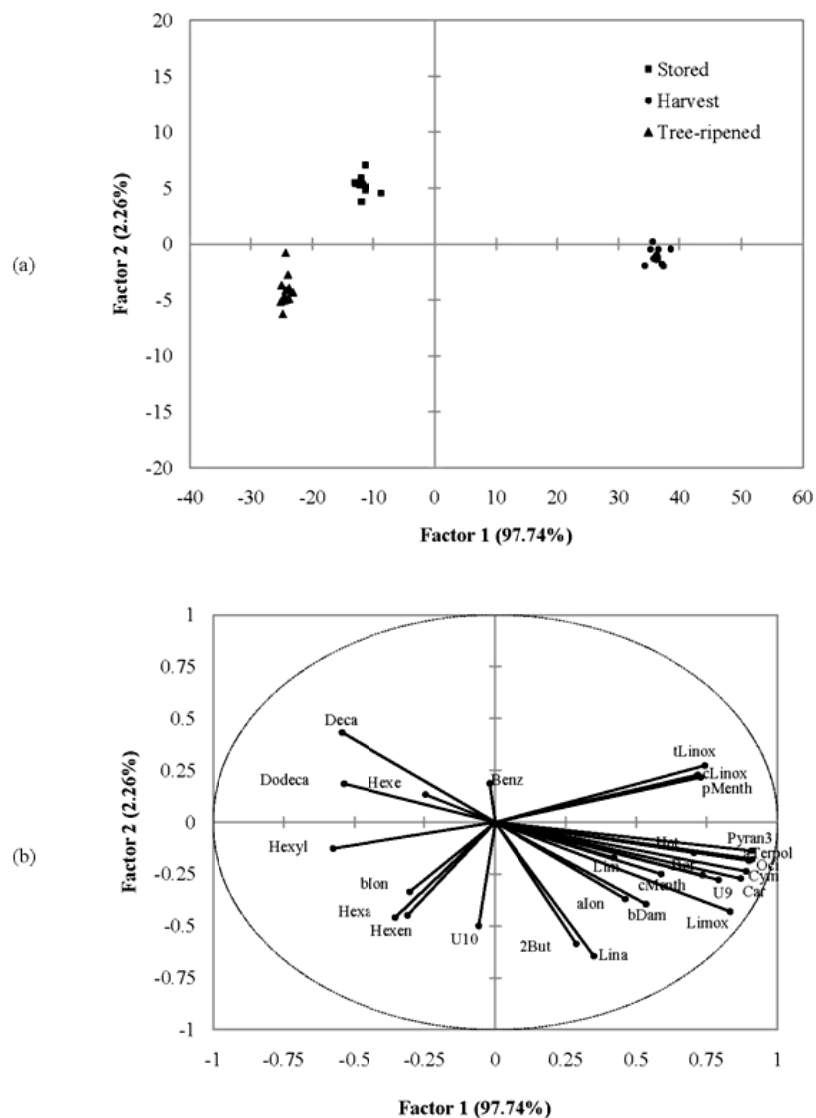 20
15
10
5
0
-5
-10
-15
-20
-40 -30 -20 -10 0 10 20 30 40 50 60
Stored
Harvest
Tree-ripened
Factor 2 (2.26%)
Factor 1 (97.74%)
(a)
1
0.75
0.5
0.25
0
-0.25
-0.5
-0.75
-1
-1 -0.75 -0.5 -0.25 0 0.25 0.5 0.75 1
Factor 2 (2.26%)
Factor 1 (97.74%)
(b)
Deca
Dodeca
Hexe
Benz
tLinox
cLinox
pMenth
Hexyl
Pyran3
Terpol
Lim
Cym
bIon
cMenth
U9
Car
Hexa
aIon
bDam
Limox
Hexen
U10
2But
Lina